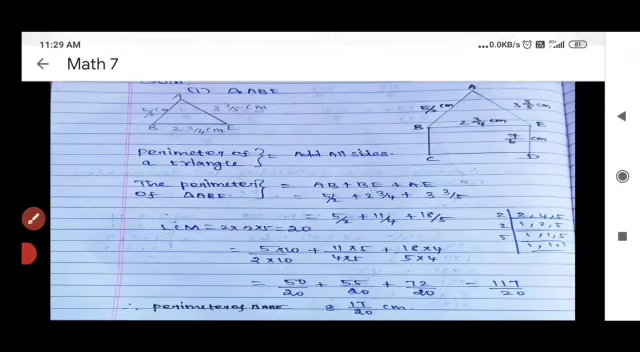 11:29 AM
...0.0KB/s 81
← Math 7
(i) △ABE
5/2 cm 2 3/5 cm
B 2 3/4 cm E
A
5/2 cm 3 3/5 cm
B 2 3/4 cm E
cm
C D
perimeter of a triangle } = Add All sides.
The perimeter of △ABE } = AB + BE + AE
= 5/2 + 2 3/4 + 3 3/5
= 5/2 + 11/4 + 18/5
LCM = 2 x 2 x 5 = 20
2 | 2, 4, 5
2 | 1, 2, 5
5 | 1, 1, 5
1, 1, 1
= 5 x 10 / 2 x 10 + 11 x 5 / 4 x 5 + 18 x 4 / 5 x 4
= 50/20 + 55/20 + 72/20 = 117/20
∴ perimeter of △ABE 8 17/20 cm.